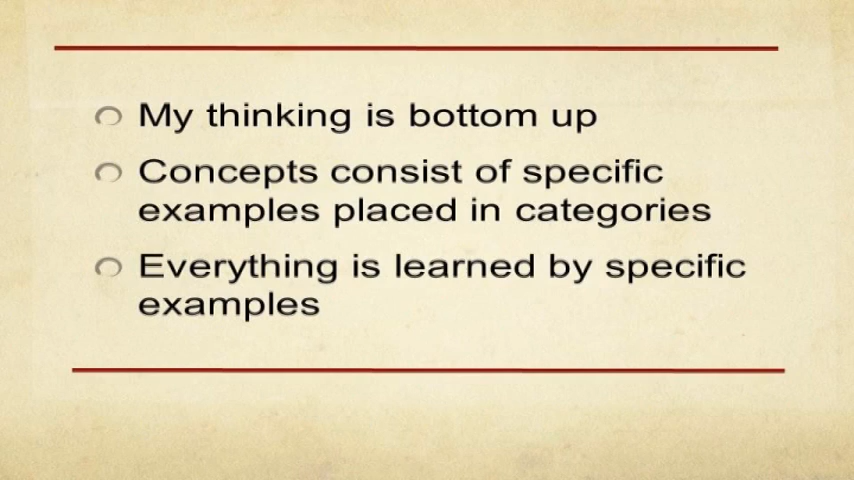 My thinking is bottom up
Concepts consist of specific
examples placed in categories
Everything is learned by specific
examples